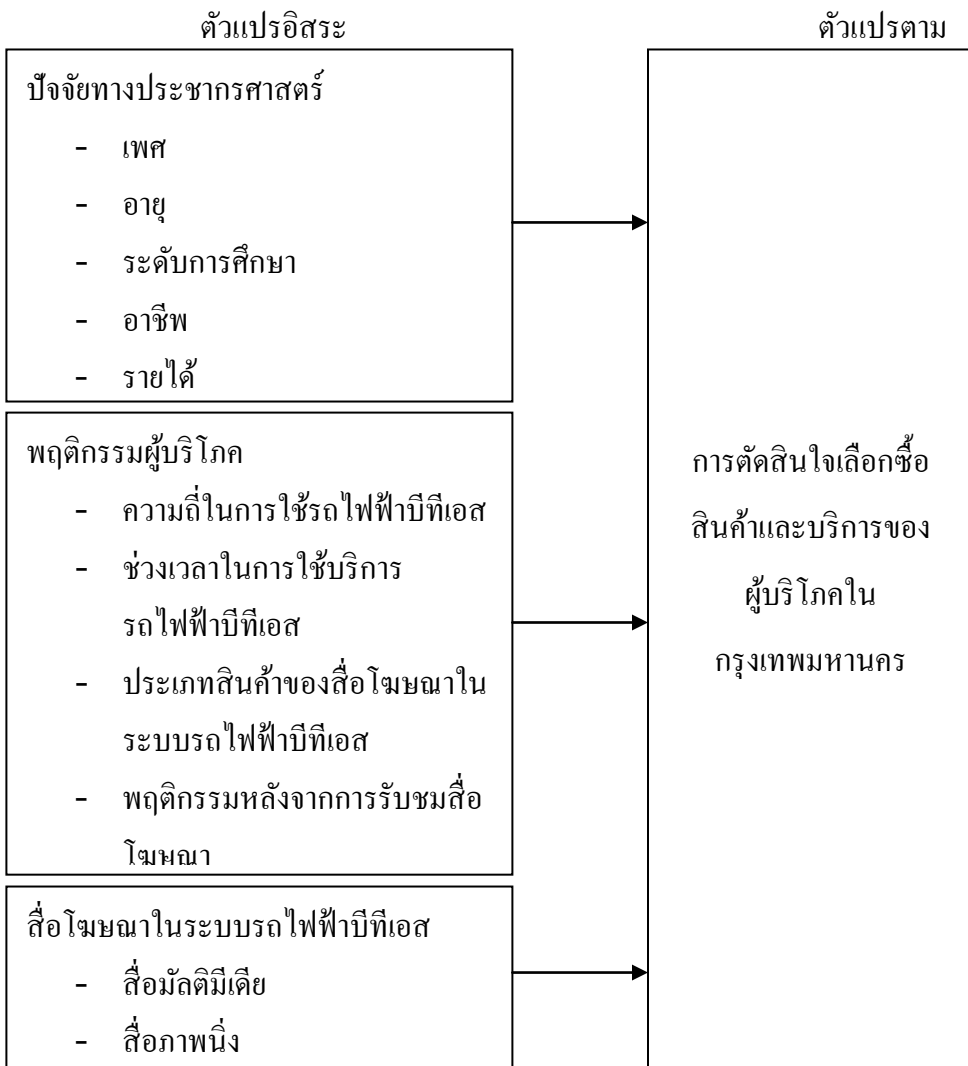 ตัวแปรอิสระ
ตัวแปรตาม
ปัจจัยทางประชากรศาสตร์
- เพศ
- อายุ
- ระดับการศึกษา
- อาชีพ
- รายได้
พฤติกรรมผู้บริโภค
- ความถี่ในการใช้รถไฟฟ้าบีทีเอส
- ช่วงเวลาในการใช้บริการ
รถไฟฟ้าบีทีเอส
- ประเภทสินค้าของสื่อโฆษณาใน
ระบบรถไฟฟ้าบีทีเอส
- พฤติกรรมหลังจากการรับชมสื่อ
โฆษณา
สื่อโฆษณาในระบบรถไฟฟ้าบีทีเอส
- สื่อมัลติมีเดีย
- สื่อภาพนิ่ง
การตัดสินใจเลือกซื้อ
สินค้าและบริการของ
ผู้บริโภคใน
กรุงเทพมหานคร